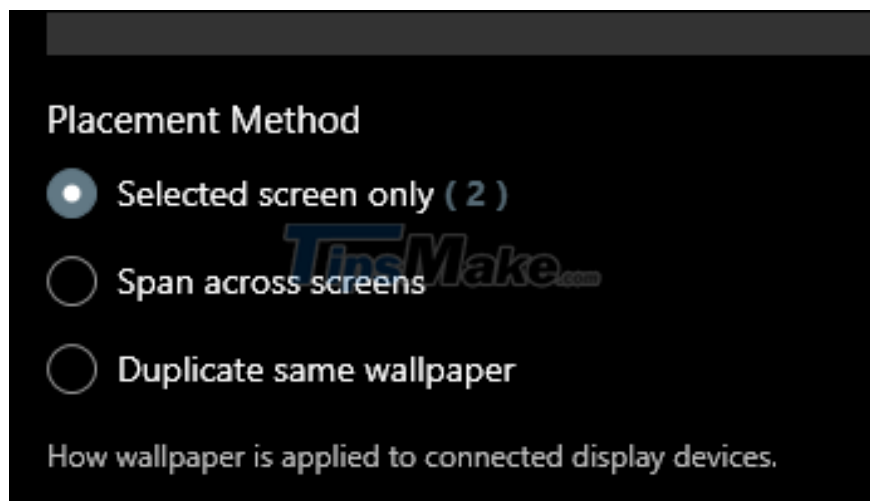 Placement Method
Selected screen only ( 2 )
TipsMake.com
Span across screens
Duplicate same wallpaper
How wallpaper is applied to connected display devices.